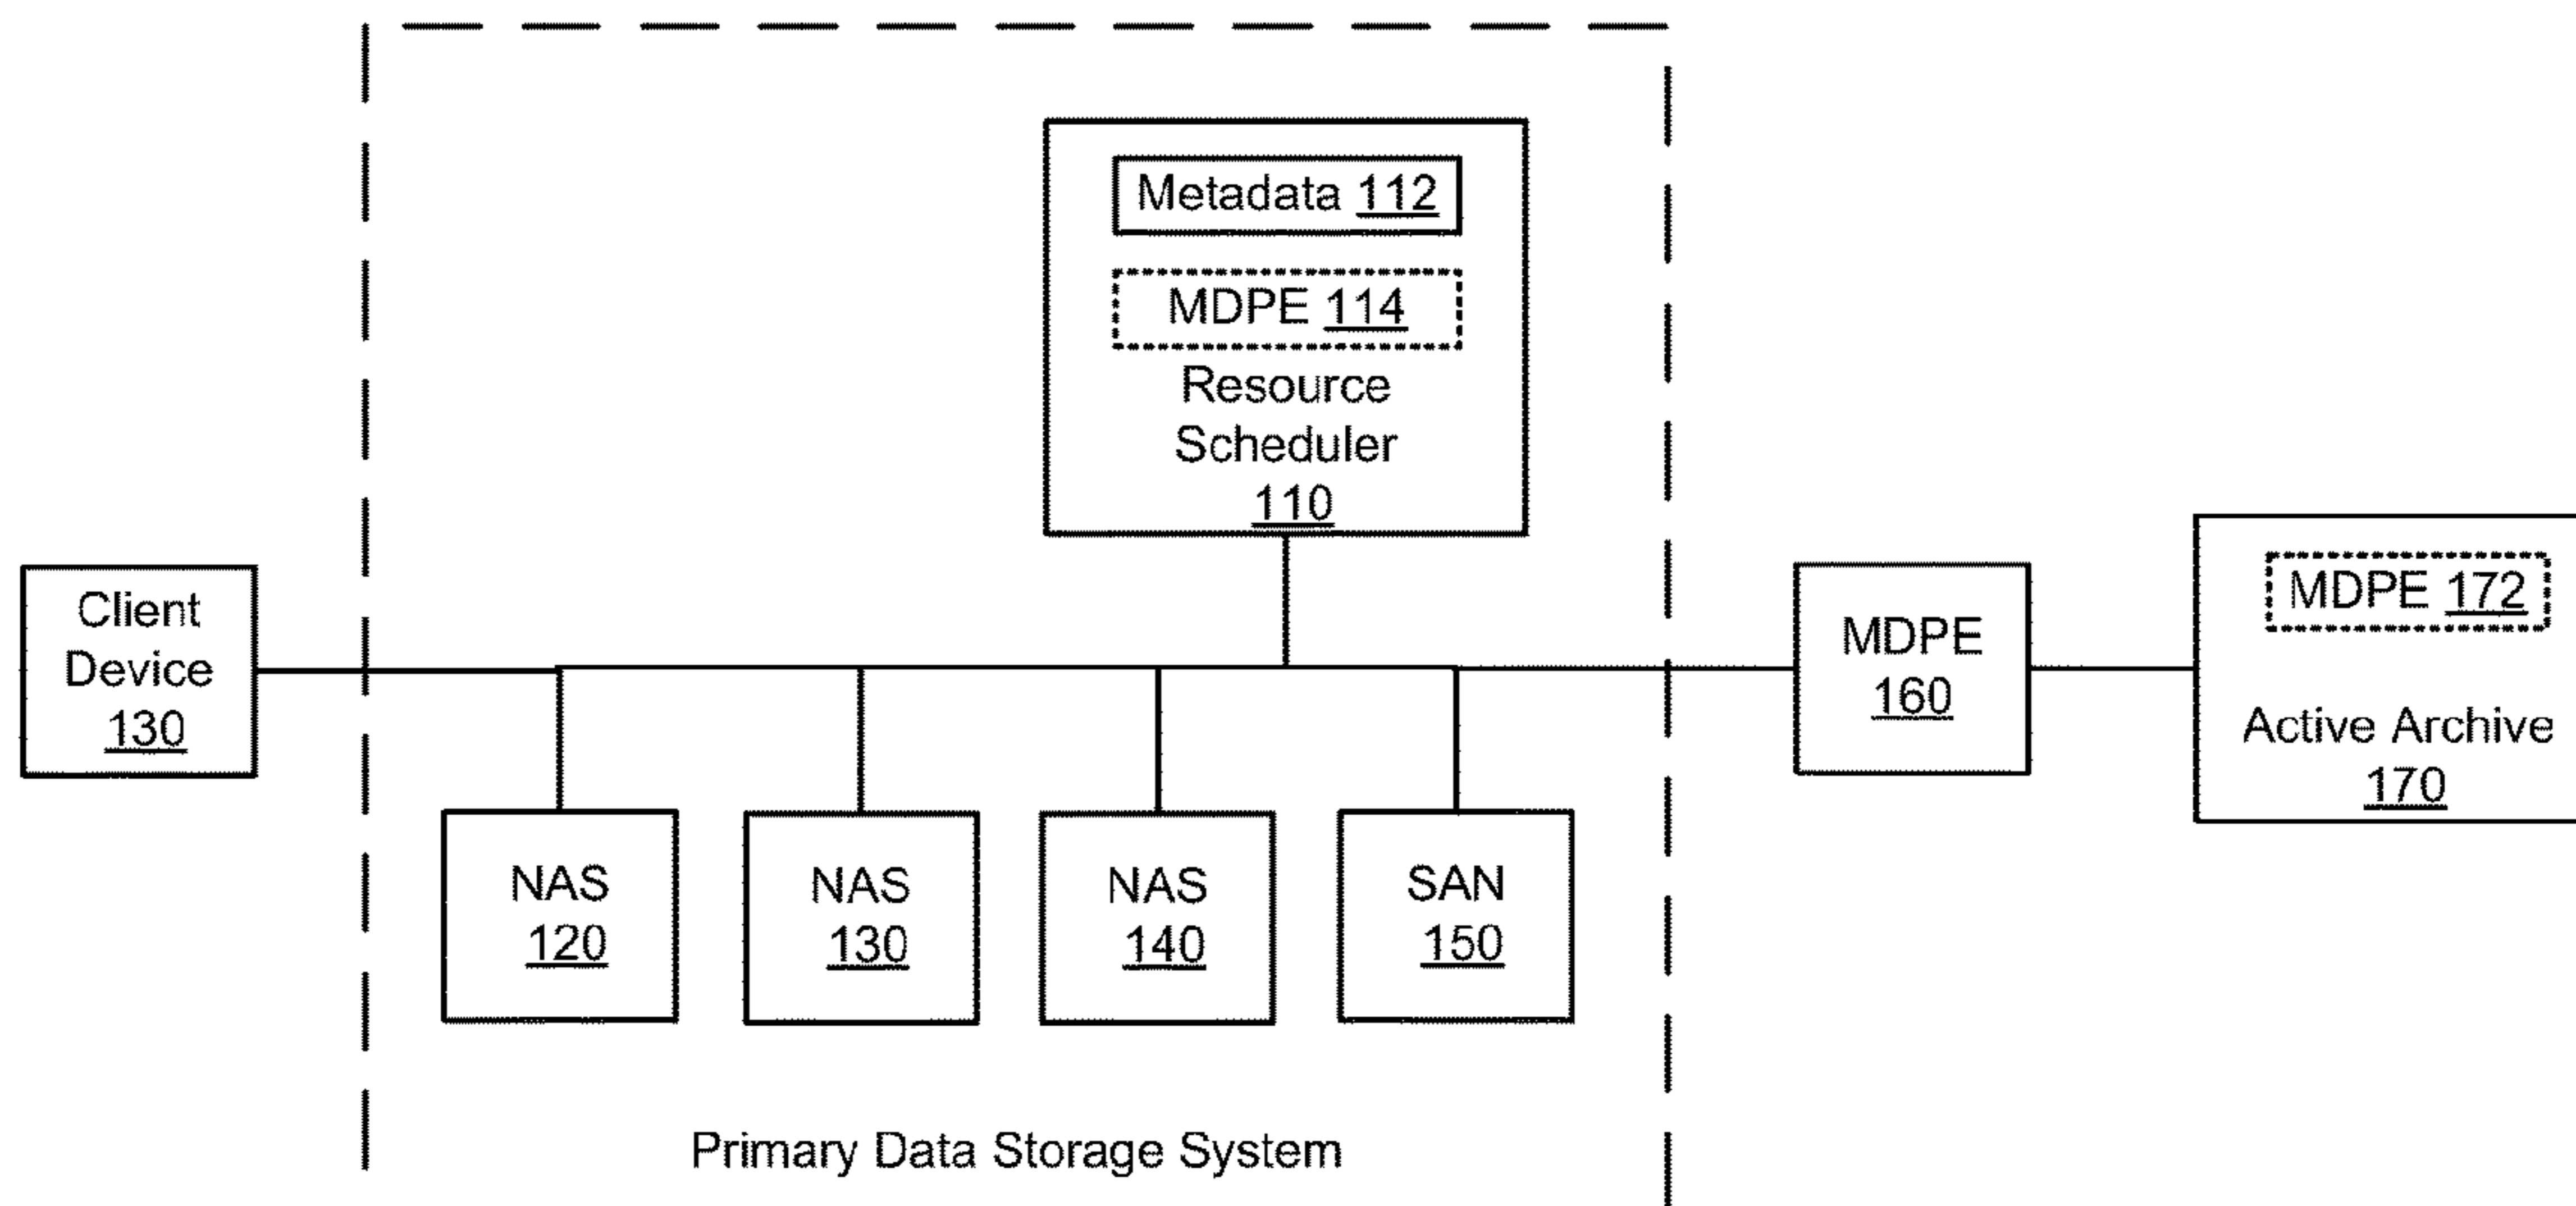 Metadata 112
MDPE 114
Resource
Scheduler
110
Client
Device
130
MDPE
160
MDPE 172
Active Archive
170
NAS
120
NAS
130
NAS
140
SAN
150
Primary Data Storage System